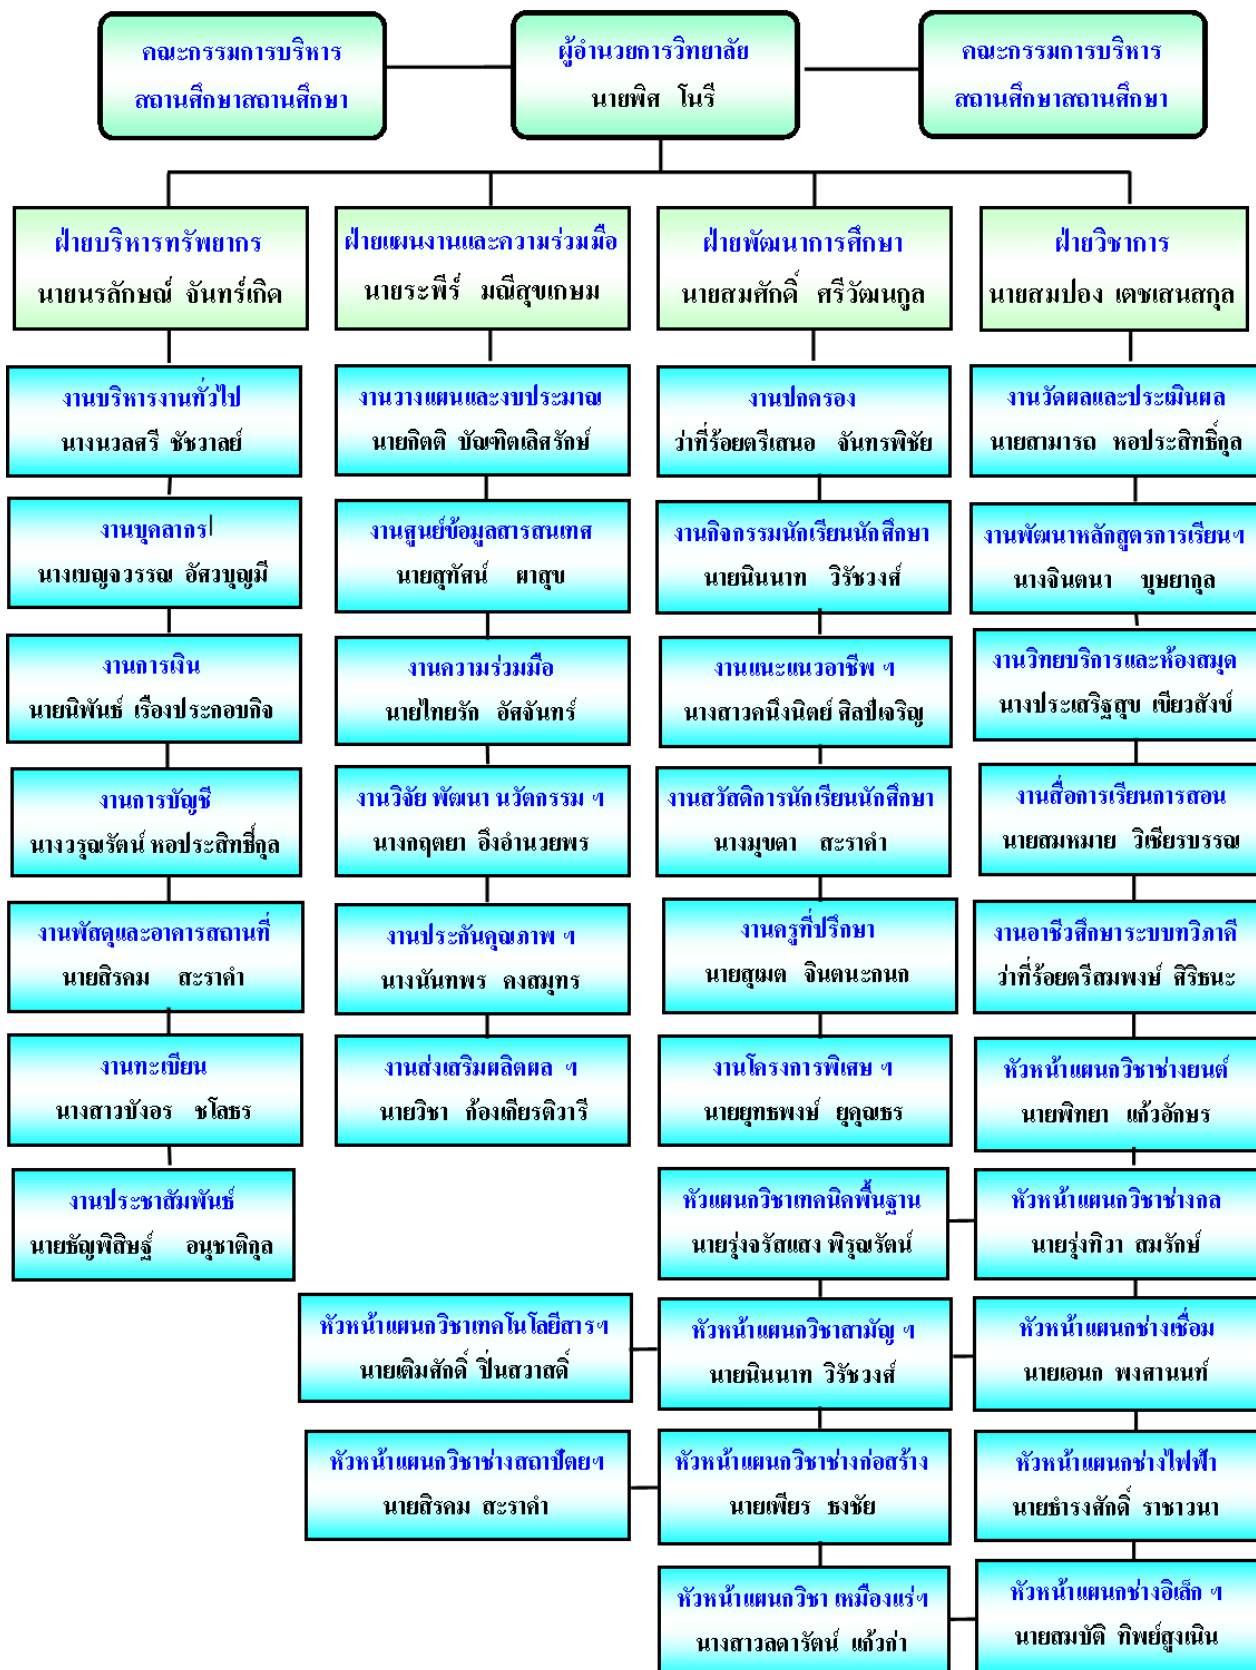 คณะกรรมการบริหาร
สถานศึกษาสถานศึกษา
ผู้อำนวยการวิทยาลัย
นายพิศ โนรี
คณะกรรมการบริหาร
สถานศึกษาสถานศึกษา
ฝ่ายบริหารทรัพยากร
นายนรลักษณ์ จันทร์เกิด
ฝ่ายแผนงานและความร่วมมือ
นายระพีร์ มณีสุขเกษม
ฝ่ายพัฒนาการศึกษา
นายสมศักดิ์ ศรีวัฒนกูล
ฝ่ายวิชาการ
นายสมปอง เตชเสนสกุล
งานบริหารงานทั่วไป
นางนวลศรี ชัชวาลย์
งานวางแผนและงบประมาณ
นายกิตติ บัณฑิตเลิศรักษ์
งานปกครอง
ว่าที่ร้อยตรีเสนอ จันทรพิชัย
งานวัดผลและประเมินผล
นายสามารถ หอประสิทธิ์กุล
งานบุคลากร
นางเบญจวรรณ อัศวบุญมี
งานศูนย์ข้อมูลสารสนเทศ
นายสุทัศน์ ผาสุข
งานกิจกรรมนักเรียนนักศึกษา
นายนินนาท วิรัชวงศ์
งานพัฒนาหลักสูตรการเรียนฯ
นางจินตนา บุษยากุล
งานการเงิน
นายนิพันธ์ เรืองประกอบกิจ
งานความร่วมมือ
นายไทยรัก อัศจันทร์
งานแนะแนวอาชีพ ฯ
นางสาวคนึงนิตย์ ศิลป์เจริญ
งานวิทยบริการและห้องสมุด
นางประเสริฐสุข เขียวสังข์
งานการบัญชี
นางวรุณรัตน์ หอประสิทธิ์กุล
งานวิจัย พัฒนา นวัตกรรม ฯ
นางกฤตยา อึงอำนวยพร
งานสวัสดิการนักเรียนนักศึกษา
นางมุขดา สะราคำ
งานสื่อการเรียนการสอน
นายสมหมาย วิเชียรบรรณ
งานพัสดุและอาคารสถานที่
นายสิรคม สะราคำ
งานประกันคุณภาพ ฯ
นางนันทพร คงสมุทร
งานครูที่ปรึกษา
นายสุเมต จินตนะกนก
งานอาชีวศึกษาระบบทวิภาคี
ว่าที่ร้อยตรีสมพงษ์ ศิริธนะ
งานทะเบียน
นางสาวบังอร ชโลธร
งานส่งเสริมผลิตผล ฯ
นายวิชา ก้องเกียรติวารี
งานโครงการพิเศษ ฯ
นายยุทธพงษ์ ยุคุณธร
หัวหน้าแผนกวิชาช่างยนต์
นายพิทยา แก้วอักษร
งานประชาสัมพันธ์
นายธัญพิสิษฐ์ อนุชาติกุล
หัวแผนกวิชาเทคนิคพื้นฐาน
นายรุ่งจรัสแสง พิรุณรัตน์
หัวหน้าแผนกวิชาช่างกล
นายรุ่งทิวา สมรักษ์
หัวหน้าแผนกวิชาเทคโนโลยีสารฯ
นายเติมศักดิ์ ปิ่นสวาสดิ์
หัวหน้าแผนกวิชาสามัญ ฯ
นายนินนาท วิรัชวงศ์
หัวหน้าแผนกช่างเชื่อม
นายเอนก พงศานนท์
หัวหน้าแผนกวิชาช่างสถาปัตยฯ
นายสิรคม สะราคำ
หัวหน้าแผนกวิชาช่างก่อสร้าง
นายเพียร ธงชัย
หัวหน้าแผนกช่างไฟฟ้า
นายธำรงศักดิ์ ราชาวนา
หัวหน้าแผนกวิชา เหมืองแร่ฯ
นางสาวลดารัตน์ แก้วก่า
หัวหน้าแผนกช่างอิเล็ก ฯ
นายสมบัติ ทิพย์สูงเนิน